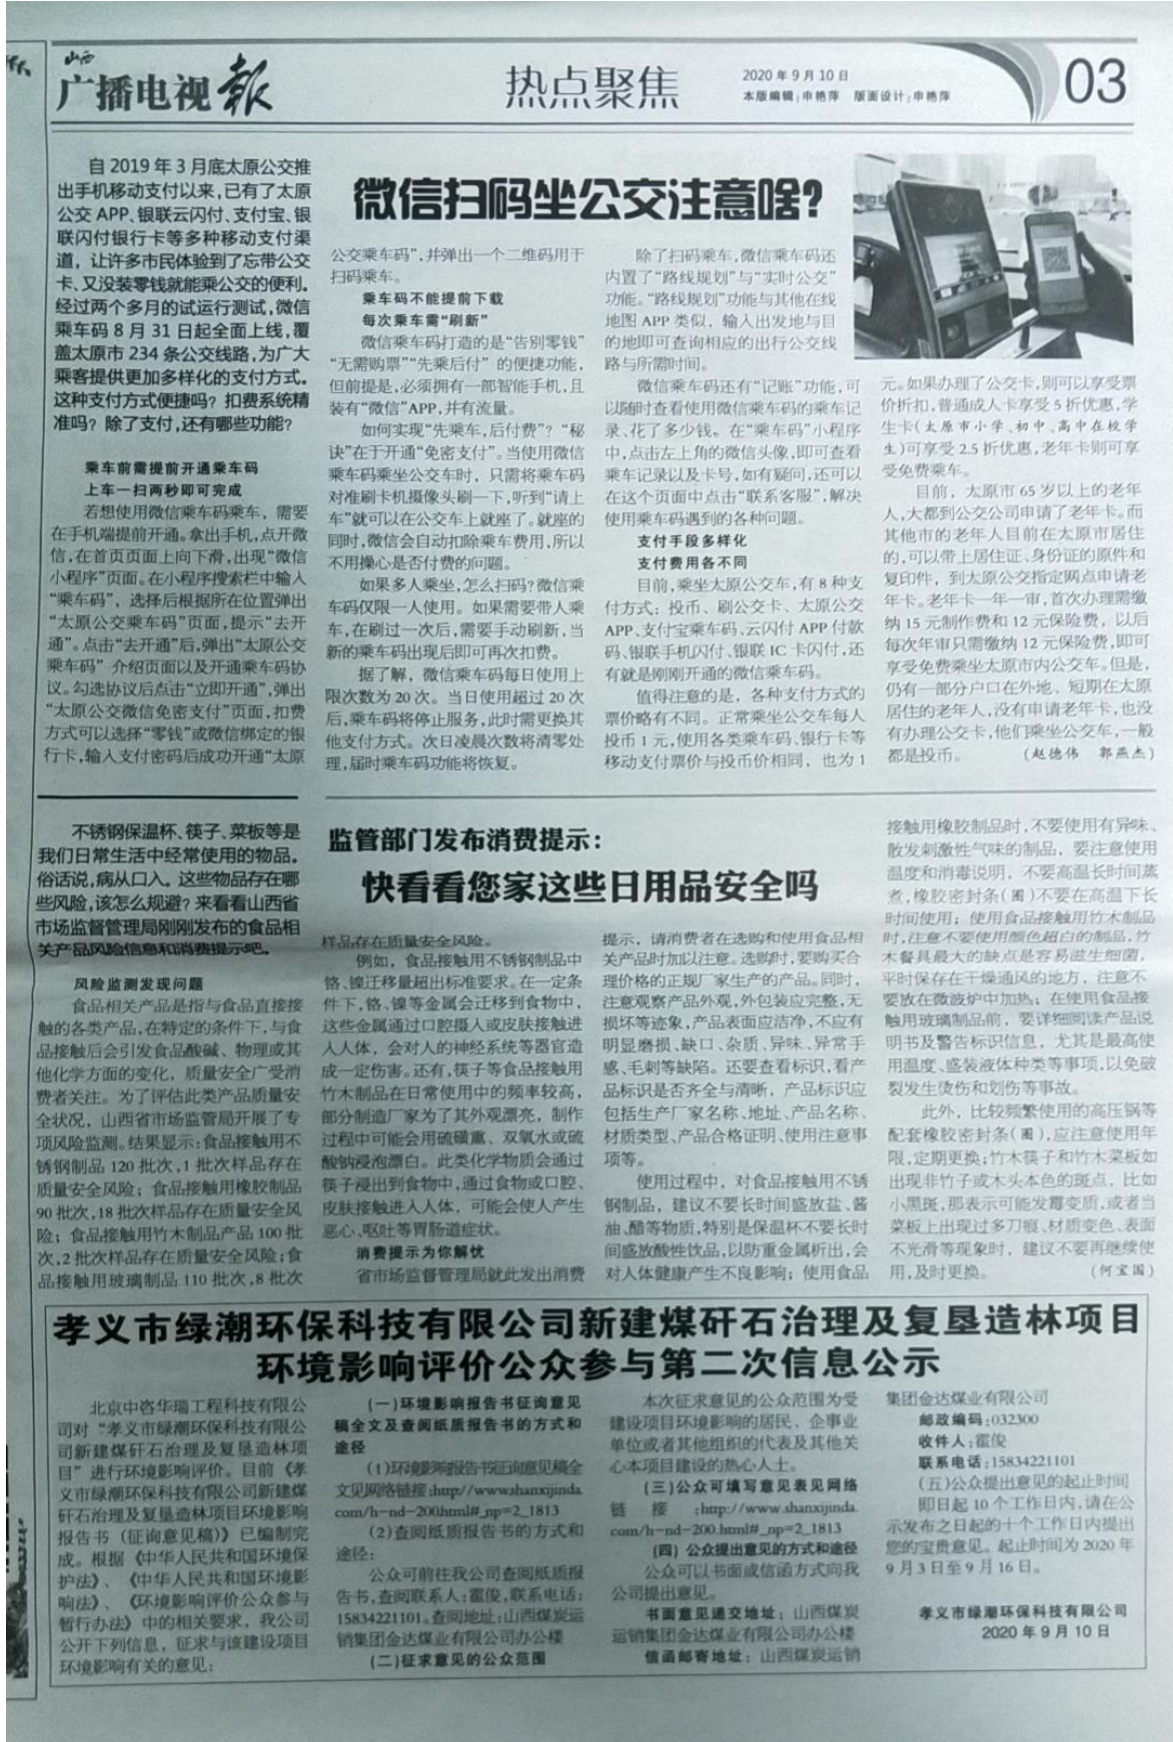 山西
广播电视報
热点聚焦
2020年9月10日
本版编辑:申艳萍 版面设计:申艳萍
03
微信扫码坐公交注意啥?
自2019年3月底太原公交推
出手机移动支付以来,已有了太原
公交APP、银联云闪付、支付宝、银
联闪付银行卡等多种移动支付渠
道,让许多市民体验到了忘带公交
卡、又没装零钱就能乘公交的便利。
经过两个多月的试运行测试,微信
乘车码8月31日起全面上线,覆
盖太原市234条公交线路,为广大
乘客提供更加多样化的支付方式。
这种支付方式便捷吗?扣费系统精
准吗?除了支付,还有哪些功能?
乘车前需提前开通乘车码
上车一扫两秒即可完成
若想使用微信乘车码乘车,需要
在手机端提前开通。拿出手机,点开微
信,在首页页面上向下滑,出现“微信
小程序”页面。在小程序搜索栏中输入
“乘车码”,选择后根据所在位置弹出
“太原公交乘车码”页面,提示“去开
通”。点击“去开通”后,弹出“太原公交
乘车码”介绍页面以及开通乘车码协
议。勾选协议后点击“立即开通”,弹出
“太原公交微信免密支付”页面,扣费
方式可以选择“零钱”或微信绑定的银
行卡,输入支付密码后成功开通“太原
公交乘车码”,并弹出一个二维码用于
扫码乘车。
乘车码不能提前下载
每次乘车需“刷新”
微信乘车码打造的是“告别零钱”
“无需购票”“先乘后付”的便捷功能,
但前提是,必须拥有一部智能手机,且
装有“微信”APP,并有流量。
如何实现“先乘车,后付费”?“秘
诀”在于开通“免密支付”。当使用微信
乘车码乘坐公交车时,只需将乘车码
对准刷卡机摄像头刷一下,听到“请上
车”就可以在公交车上就座了。就座的
同时,微信会自动扣除乘车费用,所以
不用操心是否付费的问题。
如果多人乘坐,怎么扫码?微信乘
车码仅限一人使用。如果需要带人乘
车,在刷过一次后,需要手动刷新,当
新的乘车码出现后即可再次扣费。
据了解,微信乘车码每日使用上
限次数为20次。当日使用超过20次
后,乘车码将停止服务,此时需更换其
他支付方式。次日凌晨次数将清零处
理,届时乘车码功能将恢复。
除了扫码乘车,微信乘车码还
内置了“路线规划”与“实时公交”
功能。“路线规划”功能与其他在线
地图APP类似,输入出发地与目
的地即可查询相应的出行公交线
路与所需时间。
微信乘车码还有“记账”功能,可
以随时查看使用微信乘车码的乘车记
录、花了多少钱。在“乘车码”小程序
中,点击左上角的微信头像,即可查看
乘车记录以及卡号,如有疑问,还可以
在这个页面中点击“联系客服”,解决
使用乘车码遇到的各种问题。
支付手段多样化
支付费用各不同
目前,乘坐太原公交车,有8种支
付方式:投币、刷公交卡、太原公交
APP、支付宝乘车码、云闪付APP付款
码、银联手机闪付、银联IC卡闪付,还
有就是刚刚开通的微信乘车码。
值得注意的是,各种支付方式的
票价略有不同。正常乘坐公交车每人
投币1元,使用各类乘车码、银行卡等
移动支付票价与投币价相同,也为1
元。如果办理了公交卡,则可以享受票
价折扣,普通成人卡享受5折优惠,学
生卡(太原市小学、初中、高中在校学
生)可享受2.5折优惠,老年卡则可享
受免费乘车。
目前,太原市65岁以上的老年
人,大都到公交公司申请了老年卡。而
其他市的老年人目前在太原市居住
的,可以带上居住证、身份证的原件和
复印件,到太原公交指定网点申请老
年卡。老年卡一年一审,首次办理需缴
纳15元制作费和12元保险费,以后
每次年审只需缴纳12元保险费,即可
享受免费乘坐太原市内公交车。但是,
仍有一部分户口在外地、短期在太原
居住的老年人,没有申请老年卡,也没
有办理公交卡,他们乘坐公交车,一般
都是投币。 (赵德伟 郭燕杰)
监管部门发布消费提示:
快看看您家这些日用品安全吗
不锈钢保温杯、筷子、菜板等是
我们日常生活中经常使用的物品。
俗话说,病从口入。这些物品存在哪
些风险,该怎么规避?来看看山西省
市场监督管理局刚刚发布的食品相
关产品风险信息和消费提示吧。
风险监测发现问题
食品相关产品是指与食品直接接
触的各类产品,在特定的条件下,与食
品接触后会引发食品酸碱、物理或其
他化学方面的变化,质量安全广受消
费者关注。为了评估此类产品质量安
全状况,山西省市场监管局开展了专
项风险监测。结果显示:食品接触用不
锈钢制品120批次,1批次样品存在
质量安全风险;食品接触用橡胶制品
90批次,18批次样品存在质量安全风
险;食品接触用竹木制品产品100批
次,2批次样品存在质量安全风险;食
品接触用玻璃制品110批次,8批次
样品存在质量安全风险。
例如,食品接触用不锈钢制品中
铬、镍迁移量超出标准要求。在一定条
件下,铬、镍等金属会迁移到食物中,
这些金属通过口腔摄入或皮肤接触进
入人体,会对人的神经系统等器官造
成一定伤害。还有,筷子等食品接触用
竹木制品在日常使用中的频率较高,
部分制造厂家为了其外观漂亮,制作
过程中可能会用硫磺熏、双氧水或硫
酸钠浸泡漂白。此类化学物质会通过
筷子浸出到食物中,通过食物或口腔、
皮肤接触进入人体,可能会使人产生
恶心、呕吐等胃肠道症状。
消费提示为你解忧
省市场监督管理局就此发出消费
提示,请消费者在选购和使用食品相
关产品时加以注意。选购时,要购买合
理价格的正规厂家生产的产品。同时,
注意观察产品外观,外包装应完整,无
损坏等迹象,产品表面应洁净,不应有
明显磨损、缺口、杂质、异味、异常手
感、毛刺等缺陷。还要查看标识,看产
品标识是否齐全与清晰,产品标识应
包括生产厂家名称、地址、产品名称、
材质类型、产品合格证明、使用注意事
项等。
使用过程中,对食品接触用不锈
钢制品,建议不要长时间盛放盐、酱
油、醋等物质,特别是保温杯不要长时
间盛放酸性饮品,以防重金属析出,会
对人体健康产生不良影响;使用食品
接触用橡胶制品时,不要使用有异味、
散发刺激性气味的制品,要注意使用
温度和消毒说明,不要高温长时间蒸
煮,橡胶密封条(圈)不要在高温下长
时间使用;使用食品接触用竹木制品
时,注意不要使用颜色超白的制品,竹
木餐具最大的缺点是容易滋生细菌,
平时保存在干燥通风的地方,注意不
要放在微波炉中加热;在使用食品接
触用玻璃制品前,要详细阅读产品说
明书及警告标识信息,尤其是最高使
用温度、盛装液体种类等事项,以免破
裂发生烫伤和划伤等事故。
此外,比较频繁使用的高压锅等
配套橡胶密封条(圈),应注意使用年
限,定期更换;竹木筷子和竹木菜板如
出现非竹子或木头本色的斑点,比如
小黑斑,那表示可能发霉变质,或者当
菜板上出现过多刀痕、材质变色、表面
不光滑等现象时,建议不要再继续使
用,及时更换。 (何宝国)
孝义市绿潮环保科技有限公司新建煤矸石治理及复垦造林项目
环境影响评价公众参与第二次信息公示
北京中咨华瑞工程科技有限公
司对“孝义市绿潮环保科技有限公
司新建煤矸石治理及复垦造林项
目”进行环境影响评价。目前《孝
义市绿潮环保科技有限公司新建煤
矸石治理及复垦造林项目环境影响
报告书(征询意见稿)》已编制完
成。根据《中华人民共和国环境保
护法》、《中华人民共和国环境影
响法》、《环境影响评价公众参与
暂行办法》中的相关要求,我公司
公开下列信息,征求与该建设项目
环境影响有关的意见:
(一)环境影响报告书征询意见
稿全文及查阅纸质报告书的方式和
途径
(1)环境影响报告书征询意见稿全
文见网络链接:http//www.shanxijinda.
com/h-nd-200html#_np=2_1813
(2)查阅纸质报告书的方式和
途径:
公众可前往我公司查阅纸质报
告书,查阅联系人:霍俊,联系电话:
15834221101。查阅地址:山西煤炭运
销集团金达煤业有限公司办公楼
(二)征求意见的公众范围
本次征求意见的公众范围为受
建设项目环境影响的居民、企事业
单位或者其他组织的代表及其他关
心本项目建设的热心人士。
(三)公众可填写意见表见网络
链接:http://www.shanxijinda.
com/h-nd-200.html#_np=2_1813
(四)公众提出意见的方式和途径
公众可以书面或信函方式向我
公司提出意见。
书面意见递交地址:山西煤炭
运销集团金达煤业有限公司办公楼
信函邮寄地址:山西煤炭运销
集团金达煤业有限公司
邮政编码:032300
收件人:霍俊
联系电话:15834221101
(五)公众提出意见的起止时间
即日起10个工作日内,请在公
示发布之日起的十个工作日内提出
您的宝贵意见。起止时间为2020年
9月3日至9月16日。
孝义市绿潮环保科技有限公司
2020年9月10日